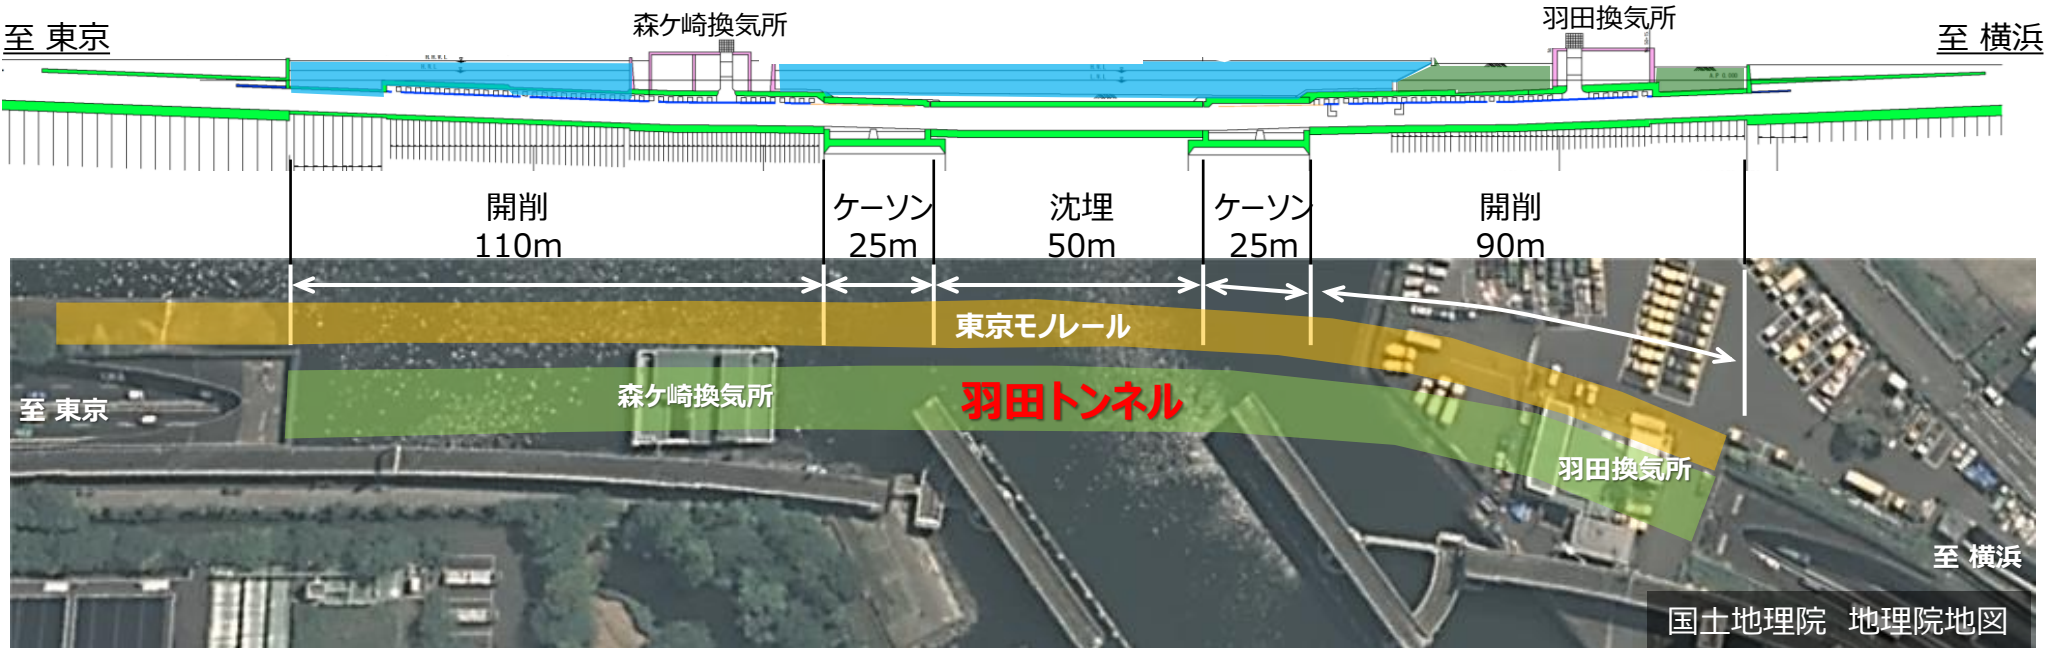 森ケ崎換気所
羽田換気所
至 東京
至 横浜
開削
110m
ケーソン
25m
沈埋
50m
ケーソン
25m
開削
90m
東京モノレール
森ケ崎換気所
羽田トンネル
至 東京
羽田換気所
至 横浜
国土地理院 地理院地図